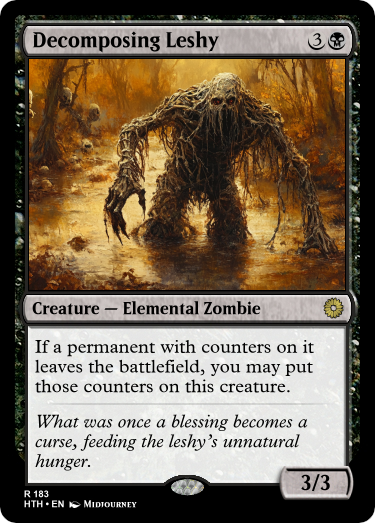 Decomposing Leshy 3
Creature — Elemental Zombie
If a permanent with counters on it
leaves the battlefield, you may put
those counters on this creature.
What was once a blessing becomes a
curse, feeding the leshy's unnatural
hunger.
3/3
R 183
HTH • EN Midjourney